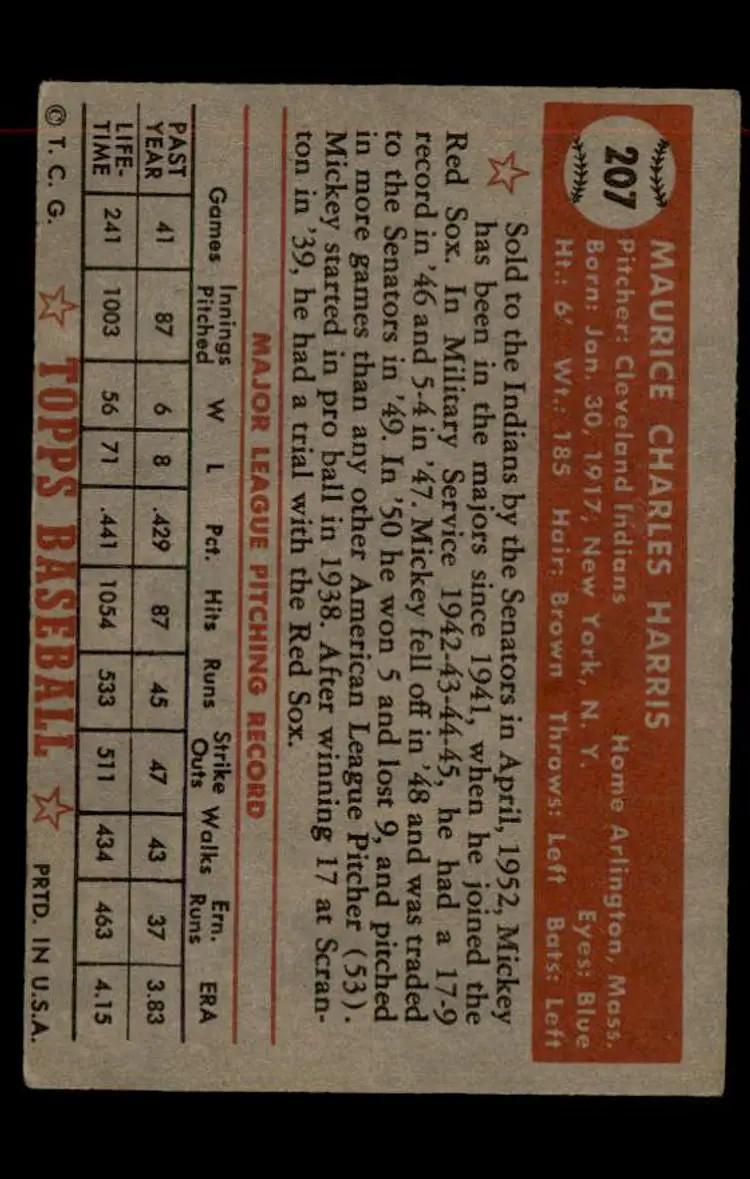 207
MAURICE CHARLES HARRIS
Pitcher: Cleveland Indians Home Arlington, Mass.
Born: Jan. 30, 1917, New York, N. Y. Eyes: Blue
Ht.: 6' Wt.: 185 Hair: Brown Throws: Left Bats: Left
Sold to the Indians by the Senators in April, 1952, Mickey
has been in the majors since 1941, when he joined the
Red Sox. In Military Service 1942-43-44-45, he had a 17-9
record in '46 and 5-4 in '47. Mickey fell off in '48 and was traded
to the Senators in '49. In '50 he won 5 and lost 9, and pitched
in more games than any other American League Pitcher (53).
Mickey started in pro ball in 1938. After winning 17 at Scran-
ton in '39, he had a trial with the Red Sox.
MAJOR LEAGUE PITCHING RECORD
Games Innings Pitched W L Pct. Hits Runs Strike Outs Walks Ern. Runs ERA
PAST YEAR 41 87 6 8 .429 87 45 47 43 37 3.83
LIFE-TIME 241 1003 56 71 .441 1054 533 511 434 463 4.15
© T. C. G. TOPPS BASEBALL PRTD. IN U.S.A.